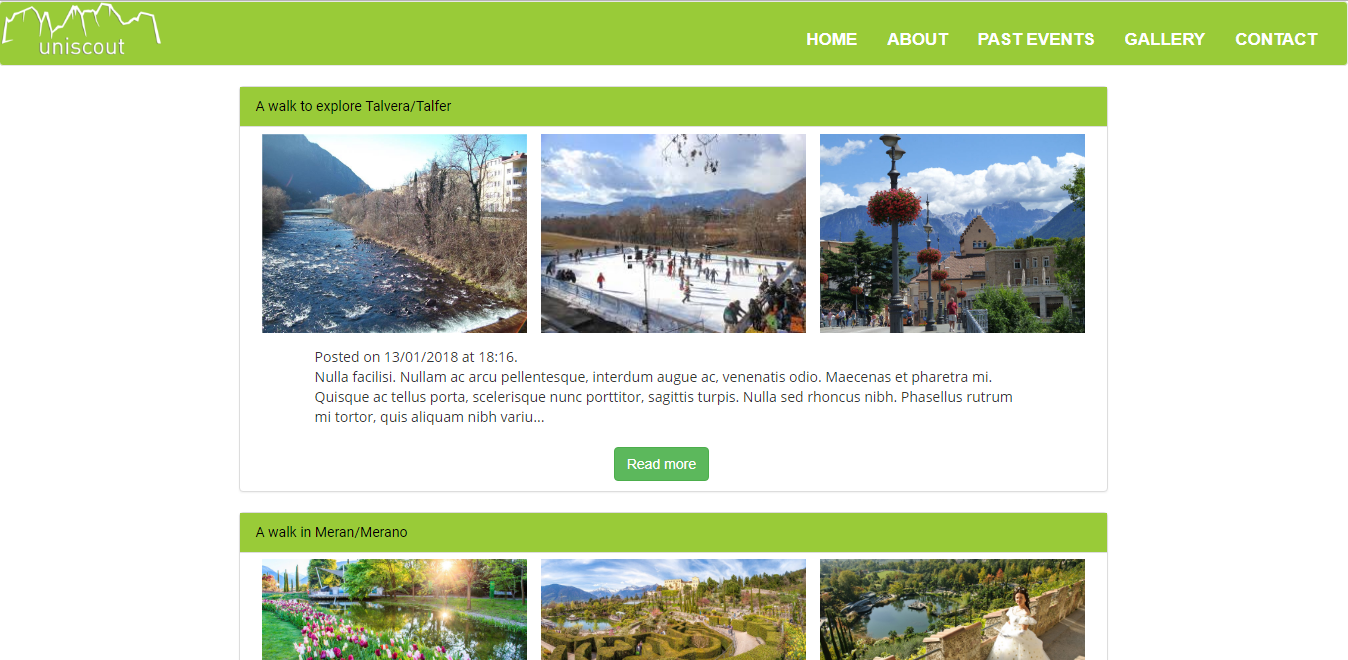 uniscout
HOME ABOUT PAST EVENTS GALLERY CONTACT
A walk to explore Talvera/Talfer
Posted on 13/01/2018 at 18:16.
Nulla facilisi. Nullam ac arcu pellentesque, interdum augue ac, venenatis odio. Maecenas et pharetra mi.
Quisque ac tellus porta, scelerisque nunc porttitor, sagittis turpis. Nulla sed rhoncus nibh. Phasellus rutrum
mi tortor, quis aliquam nibh variu...
Read more
A walk in Meran/Merano